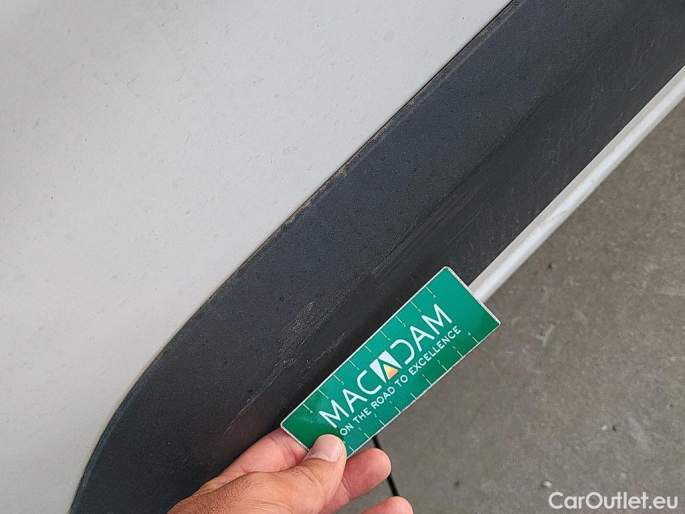 MACADAM
ON THE ROAD TO EXCELLENCE
CarOutlet.eu